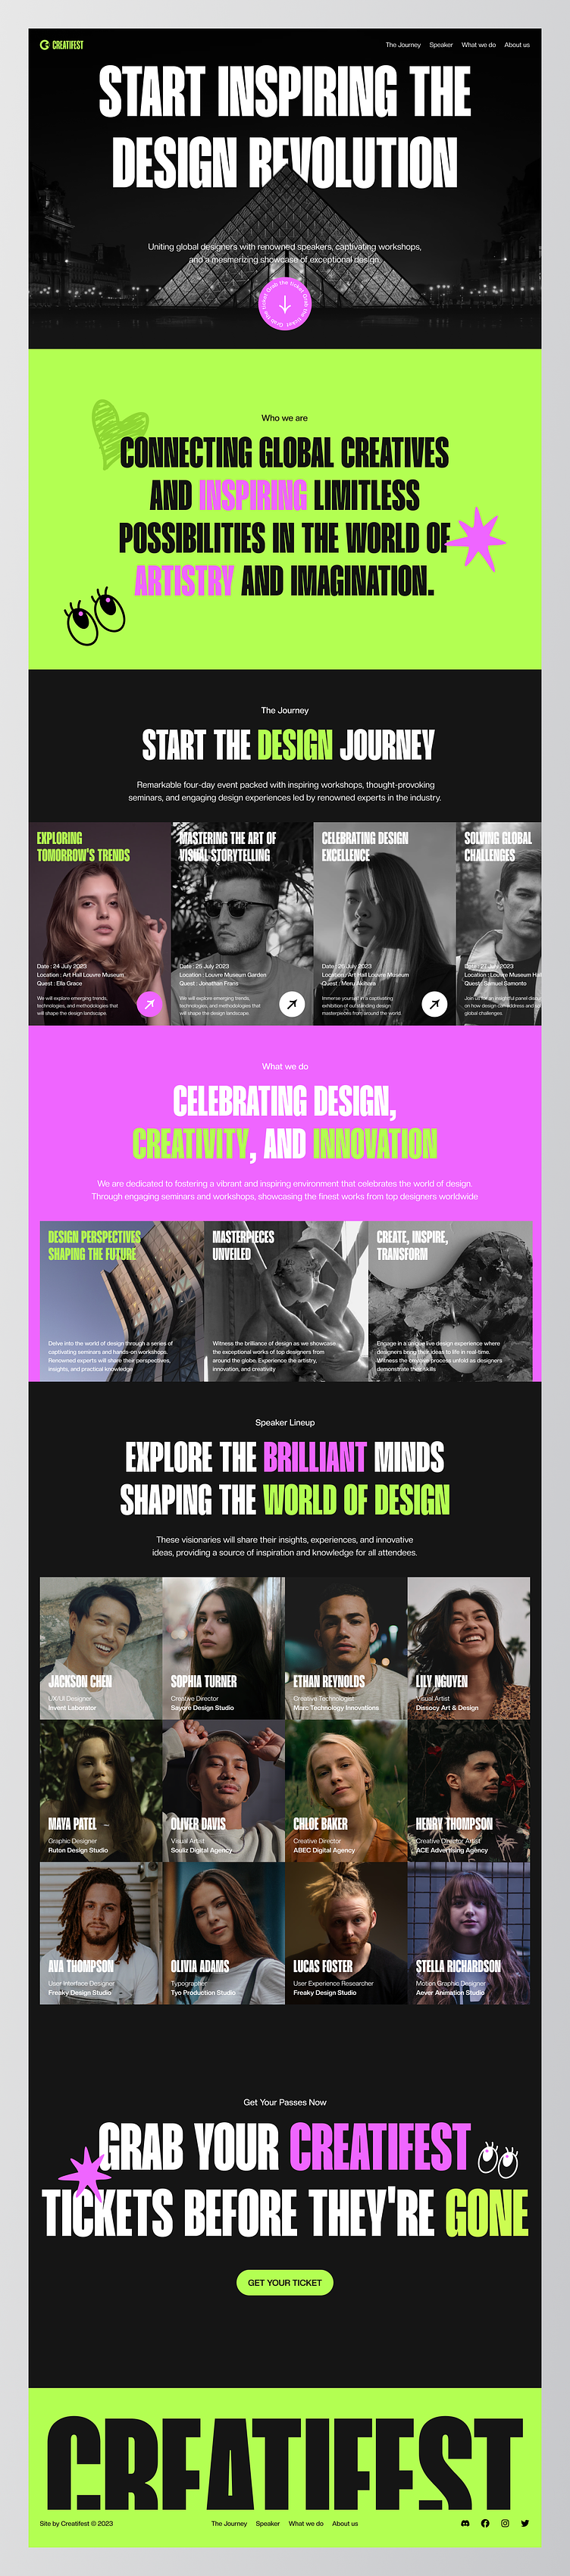 CREATIFEST
The Journey Speaker What we do About us
START INSPIRING THE
DESIGN REVOLUTION
Uniting global designers with renowned speakers, captivating workshops,
and a mesmerizing showcase of exceptional design.
Grab The Ticket Grab The Ticket
Who we are
CONNECTING GLOBAL CREATIVES
AND INSPIRING LIMITLESS
POSSIBILITIES IN THE WORLD OF
ARTISTRY AND IMAGINATION.
The Journey
START THE DESIGN JOURNEY
Remarkable four-day event packed with inspiring workshops, thought-provoking
seminars, and engaging design experiences led by renowned experts in the industry.
EXPLORING
TOMORROW'S TRENDS
Date : 24 July 2023
Location : Art Hall Louvre Museum
Quest : Ella Grace
We will explore emerging trends,
technologies, and methodologies that
will shape the design landscape.
MASTERING THE ART OF
VISUAL STORYTELLING
Date : 25 July 2023
Location : Louvre Museum Garden
Quest : Jonathan Frans
We will explore emerging trends,
technologies, and methodologies that
will shape the design landscape.
CELEBRATING DESIGN
EXCELLENCE
Date : 26 July 2023
Location : Art Hall Louvre Museum
Quest : Meru Akihara
Immerse yourself in a captivating
exhibition of outstanding design
masterpieces from around the world.
SOLVING GLOBAL
CHALLENGES
Date : 27 July 2023
Location : Louvre Museum Hall
Quest : Samuel Samonto
Join us for an insightful panel
on how design can address
global challenges.
What we do
CELEBRATING DESIGN,
CREATIVITY, AND INNOVATION
We are dedicated to fostering a vibrant and inspiring environment that celebrates the world of design.
Through engaging seminars and workshops, showcasing the finest works from top designers worldwide
DESIGN PERSPECTIVES
SHAPING THE FUTURE
Delve into the world of design through a series of
captivating seminars and hands-on workshops.
Renowned experts will share their perspectives,
insights, and practical knowledge
MASTERPIECES
UNVEILED
Witness the brilliance of design as we showcase
the exceptional works of top designers from
around the globe. Experience the artistry,
innovation, and creativity
CREATE, INSPIRE,
TRANSFORM
Engage in a unique live design experience where
designers bring their ideas to life in real-time.
Witness the creative process unfold as designers
demonstrate their skills
Speaker Lineup
EXPLORE THE BRILLIANT MINDS
SHAPING THE WORLD OF DESIGN
These visionaries will share their insights, experiences, and innovative
ideas, providing a source of inspiration and knowledge for all attendees.
JACKSON CHEN
UX/UI Designer
Invent Laborator
SOPHIA TURNER
Creative Director
Sayore Design Studio
ETHAN REYNOLDS
Creative Technologist
Marc Technology Innovations
LILY NGUYEN
Visual Artist
Dissocy Art & Design
MAYA PATEL
Graphic Designer
Ruton Design Studio
OLIVER DAVIS
Visual Artist
Souliz Digital Agency
CHLOE BAKER
Creative Director
ABEC Digital Agency
HENRY THOMPSON
Creative Director Artist
ACE Advertising Agency
AVA THOMPSON
User Interface Designer
Freaky Design Studio
OLIVIA ADAMS
Typographer
Tyo Production Studio
LUCAS FOSTER
User Experience Researcher
Freaky Design Studio
STELLA RICHARDSON
Motion Graphic Designer
Aever Animation Studio
Get Your Passes Now
GRAB YOUR CREATIFEST
TICKETS BEFORE THEY'RE GONE
GET YOUR TICKET
CREATIFEST
Site by Creatifest © 2023
The Journey Speaker What we do About us